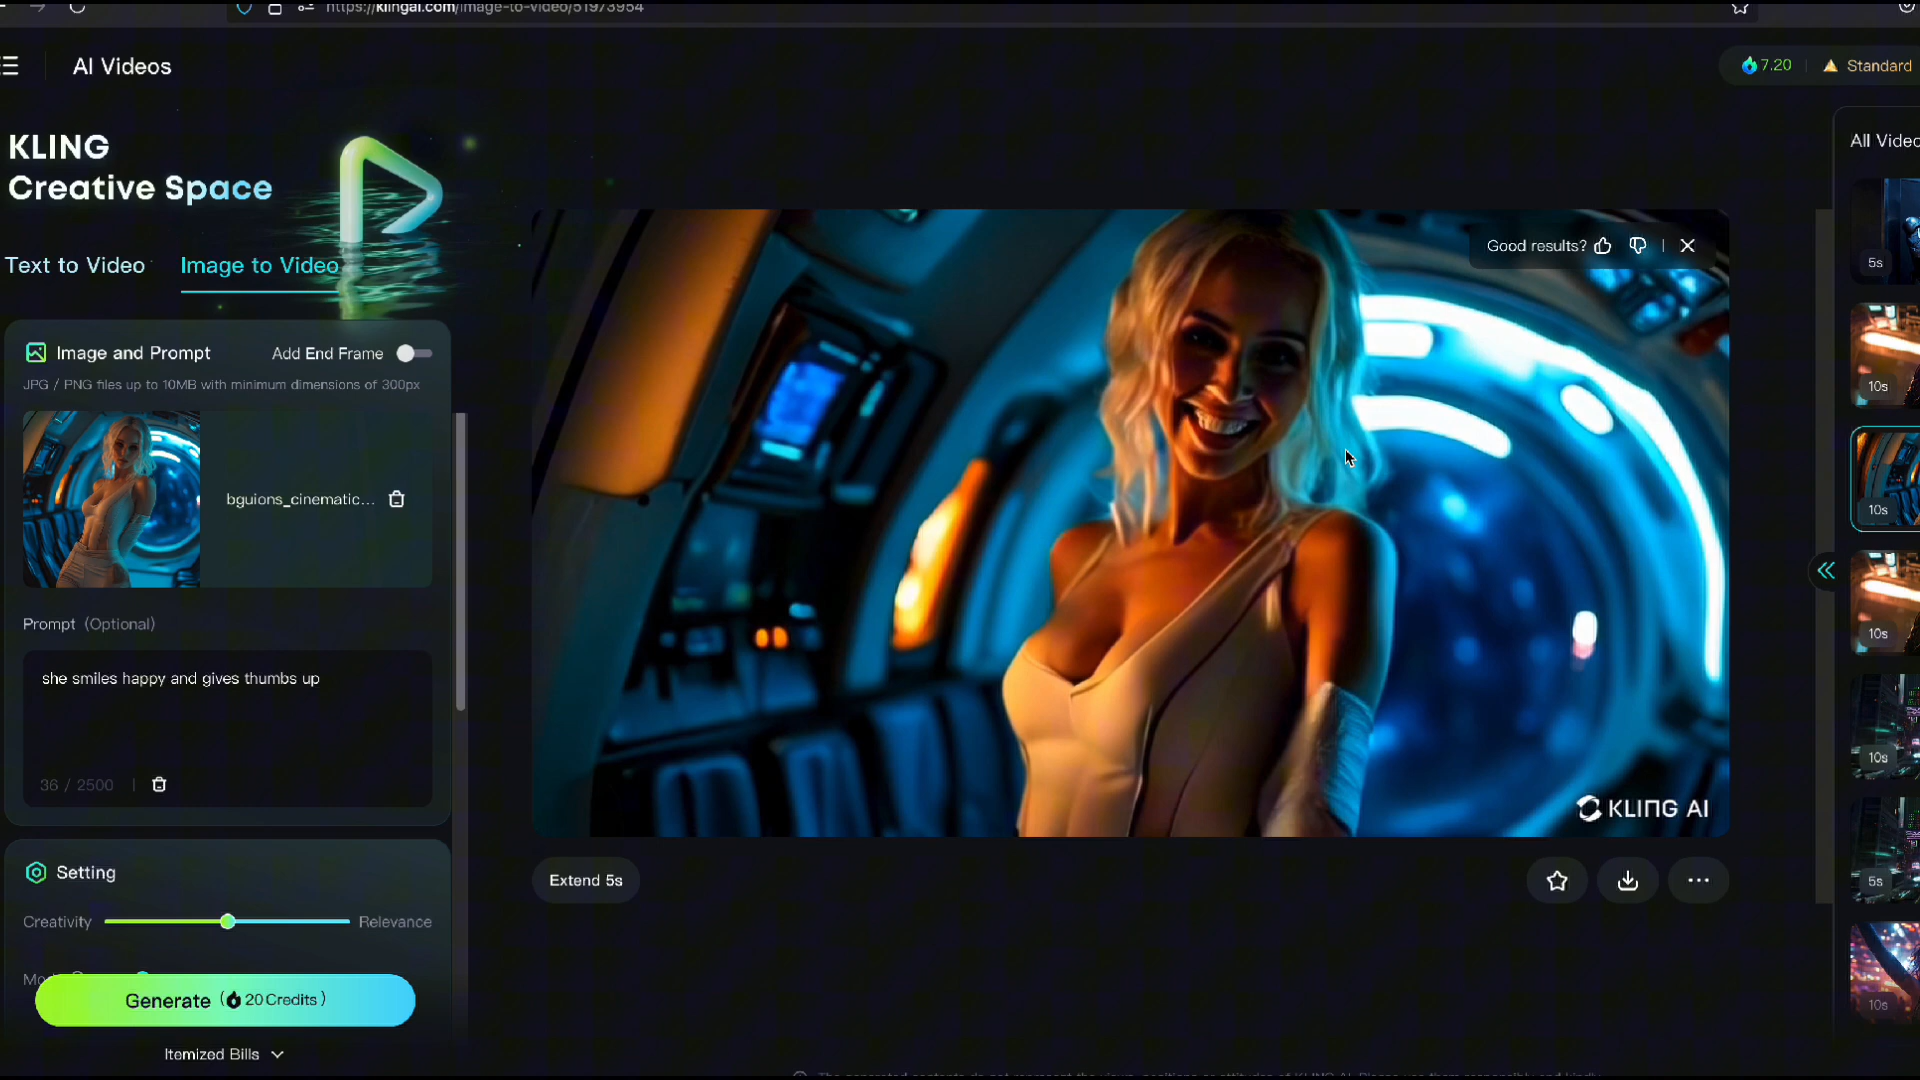 https://klingai.com/image-to-video/51973954
AI Videos
7.20
Standard
KLING
Creative Space
Text to Video
Image to Video
Image and Prompt
Add End Frame
JPG / PNG files up to 10MB with minimum dimensions of 300px
bguions_cinematic...
Prompt (Optional)
she smiles happy and gives thumbs up
36 / 2500
Setting
Creativity
Relevance
Generate (20 Credits)
Itemized Bills
Good results?
KLING AI
Extend 5s
All Video
5s
10s
10s
10s
10s
5s
10s